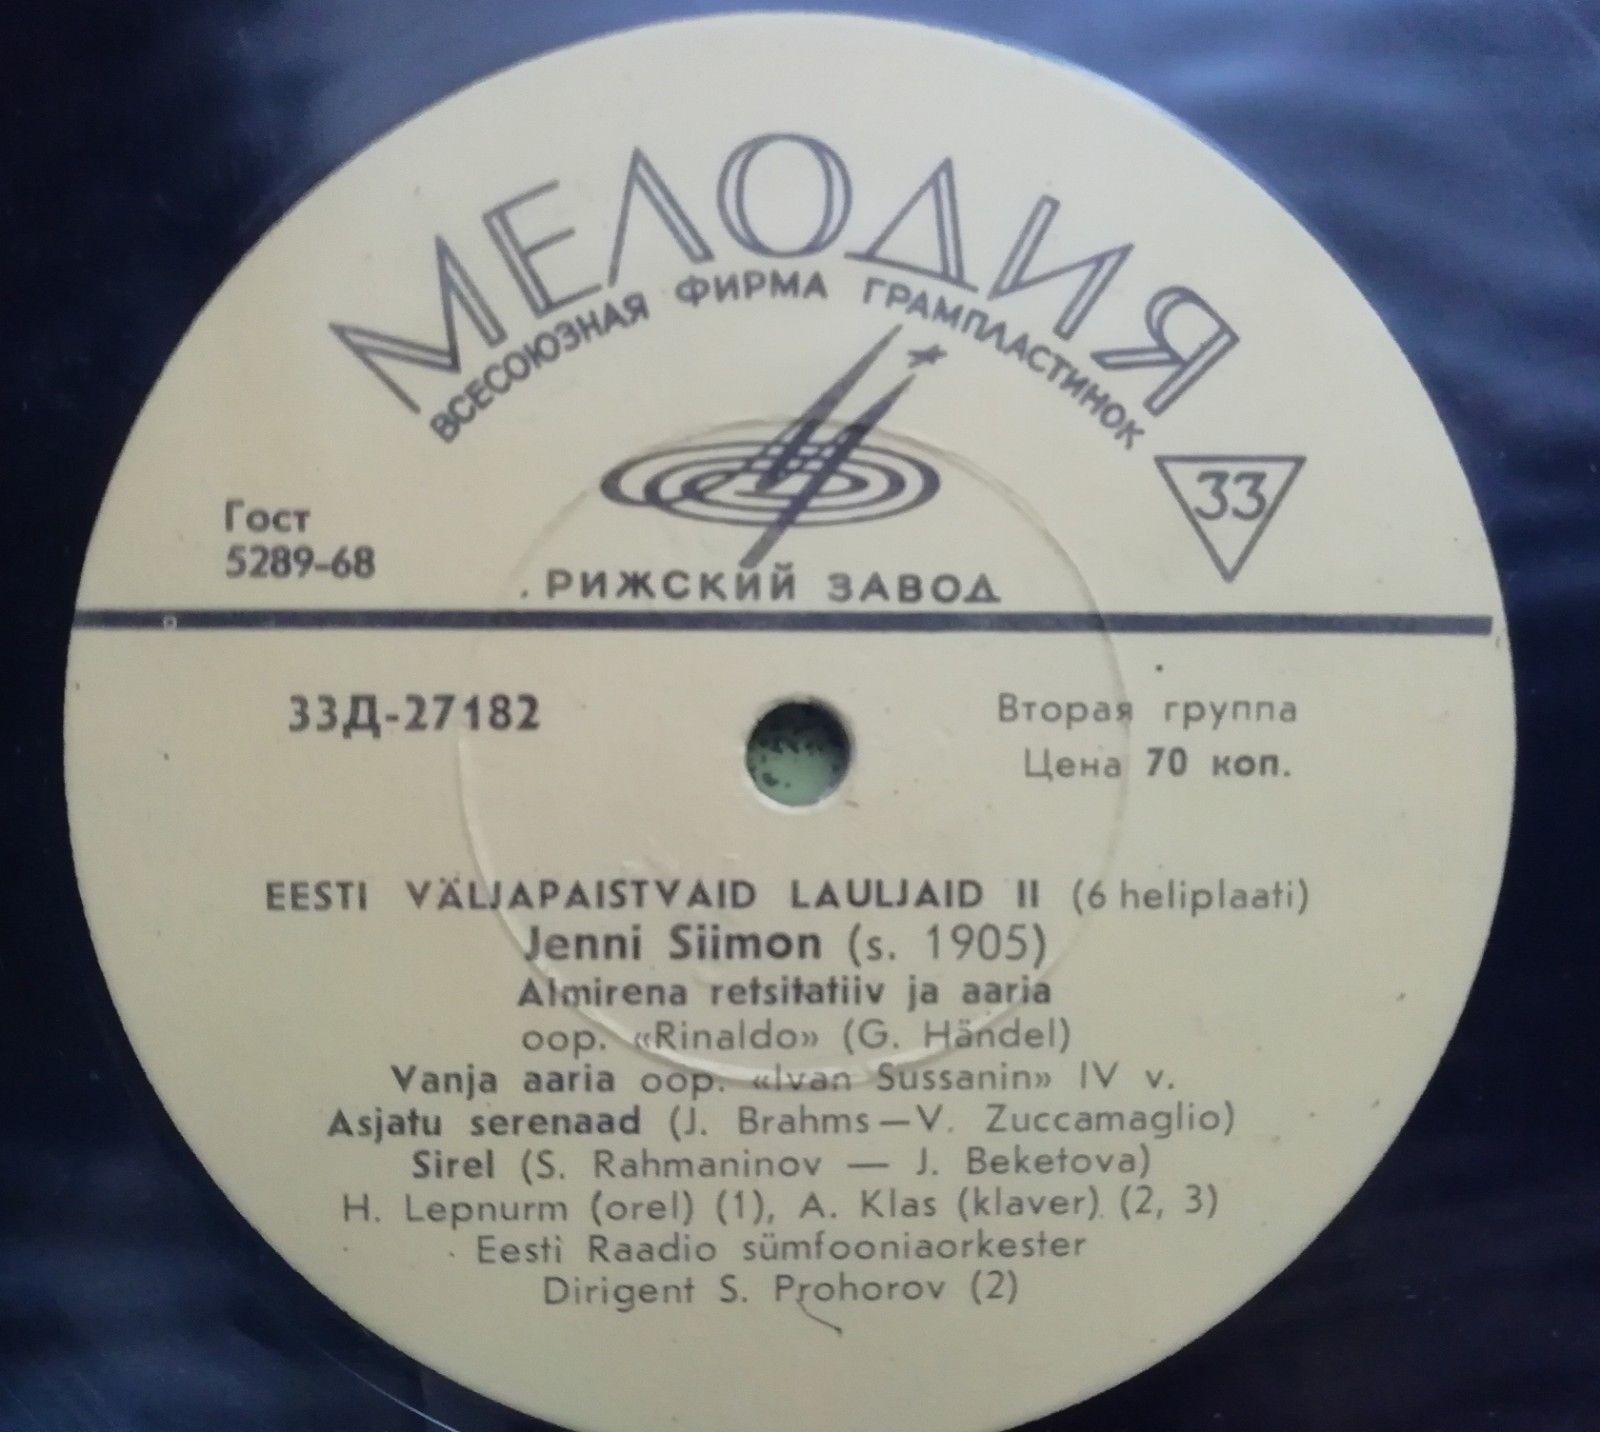 МЕЛОДИЯ
ВСЕСОЮЗНАЯ ФИРМА ГРАМПЛАСТИНОК
33
Гост
5289-68
РИЖСКИЙ ЗАВОД
33Д-27182
Вторая группа
Цена 70 коп.
EESTI VÄLJAPAISTVAID LAULJAID II (6 heliplaati)
Jenni Siimon (s. 1905)
Almirena retsitatiiv ja aaria
oop. «Rinaldo» (G. Händel)
Vanja aaria oop. «Ivan Sussanin» IV v.
Asjatu serenaad (J. Brahms — V. Zuccamaglio)
Sirel (S. Rahmaninov — J. Beketova)
H. Lepnurm (orel) (1), A. Klas (klaver) (2, 3)
Eesti Raadio sümfooniaorkester
Dirigent S. Prohorov (2)